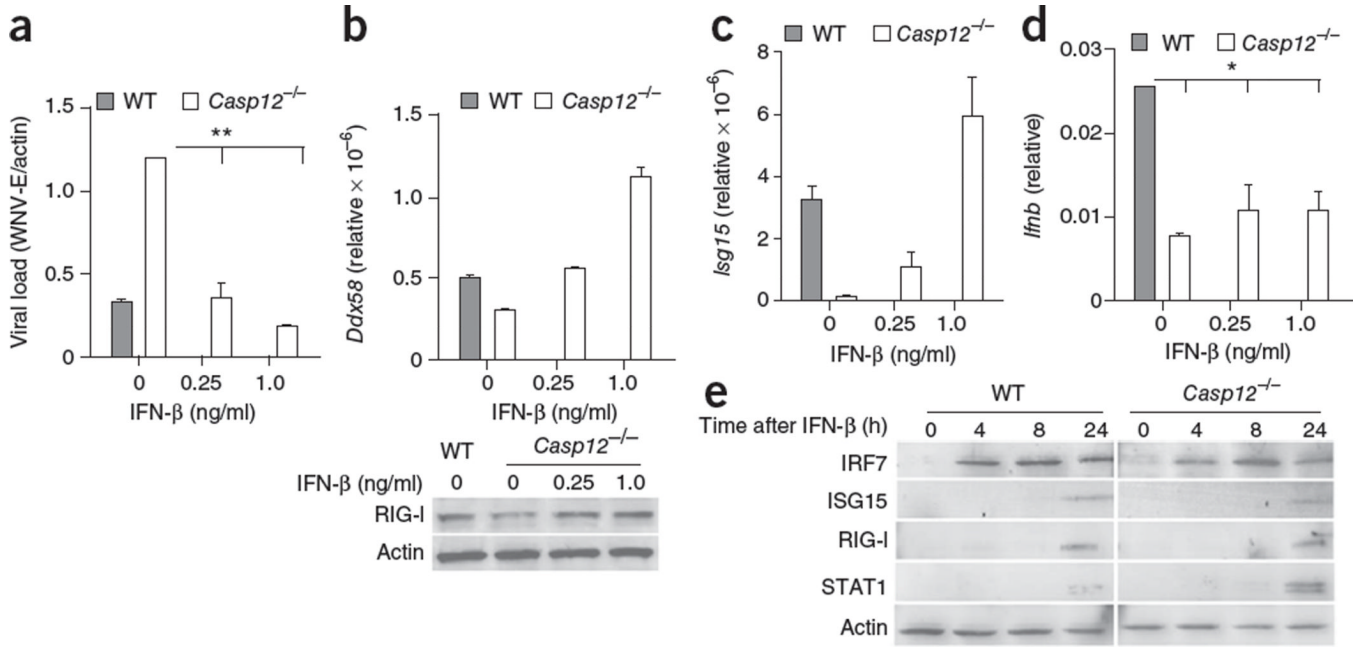 a
WT Casp12–/–
**
Viral load (WNV-E/actin)
1.5
1.0
0.5
0
0 0.25 1.0
IFN-β (ng/ml)
b
WT Casp12–/–
Ddx58 (relative × 10–6)
1.5
1.0
0.5
0
0 0.25 1.0
IFN-β (ng/ml)
WT Casp12–/–
IFN-β (ng/ml) 0 0 0.25 1.0
RIG-I
Actin
c
WT Casp12–/–
Isg15 (relative × 10–6)
8
6
4
2
0
0 0.25 1.0
IFN-β (ng/ml)
d
WT Casp12–/–
*
Ifnb (relative)
0.03
0.02
0.01
0
0 0.25 1.0
IFN-β (ng/ml)
e
WT Casp12–/–
Time after IFN-β (h) 0 4 8 24 0 4 8 24
IRF7
ISG15
RIG-I
STAT1
Actin